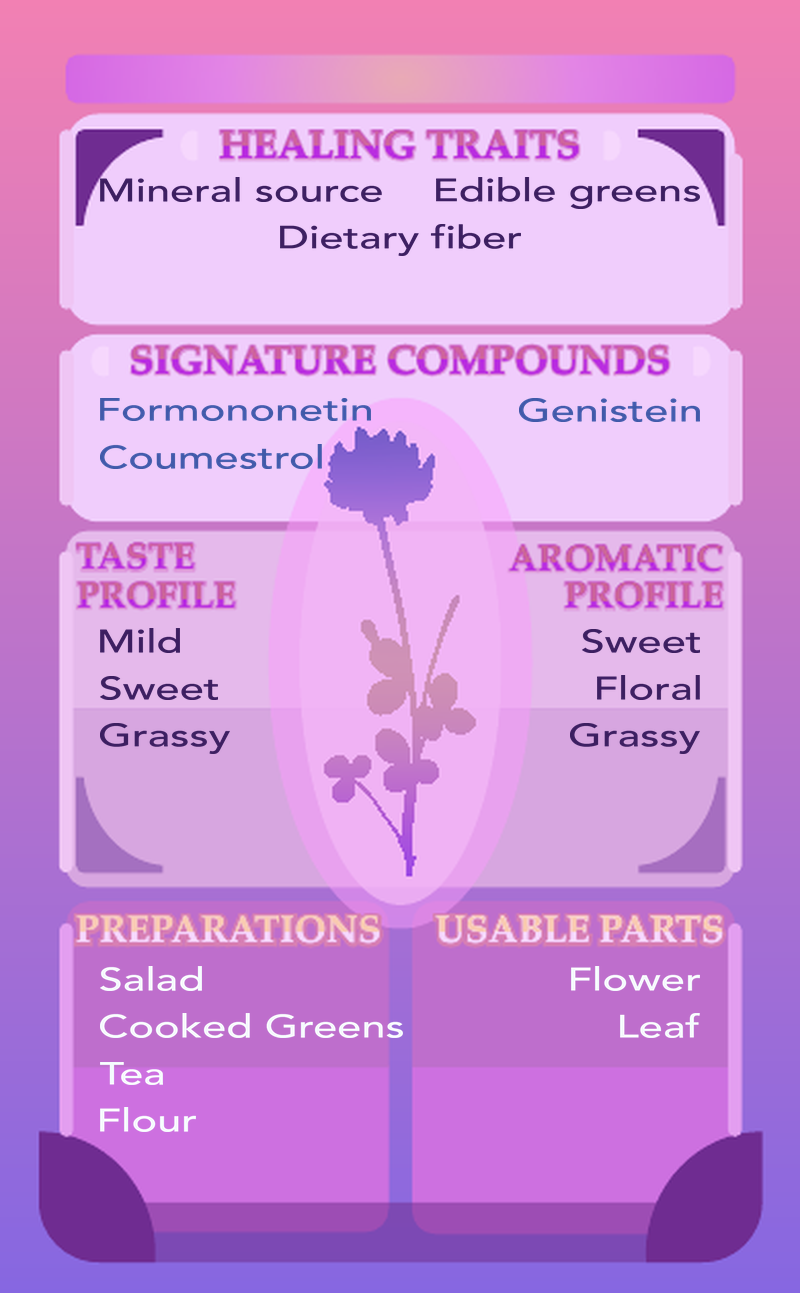 HEALING TRAITS
Mineral source Edible greens
Dietary fiber
SIGNATURE COMPOUNDS
Formononetin Genistein
Coumestrol
TASTE
PROFILE
Mild
Sweet
Grassy
AROMATIC
PROFILE
Sweet
Floral
Grassy
PREPARATIONS
Salad
Cooked Greens
Tea
Flour
USABLE PARTS
Flower
Leaf